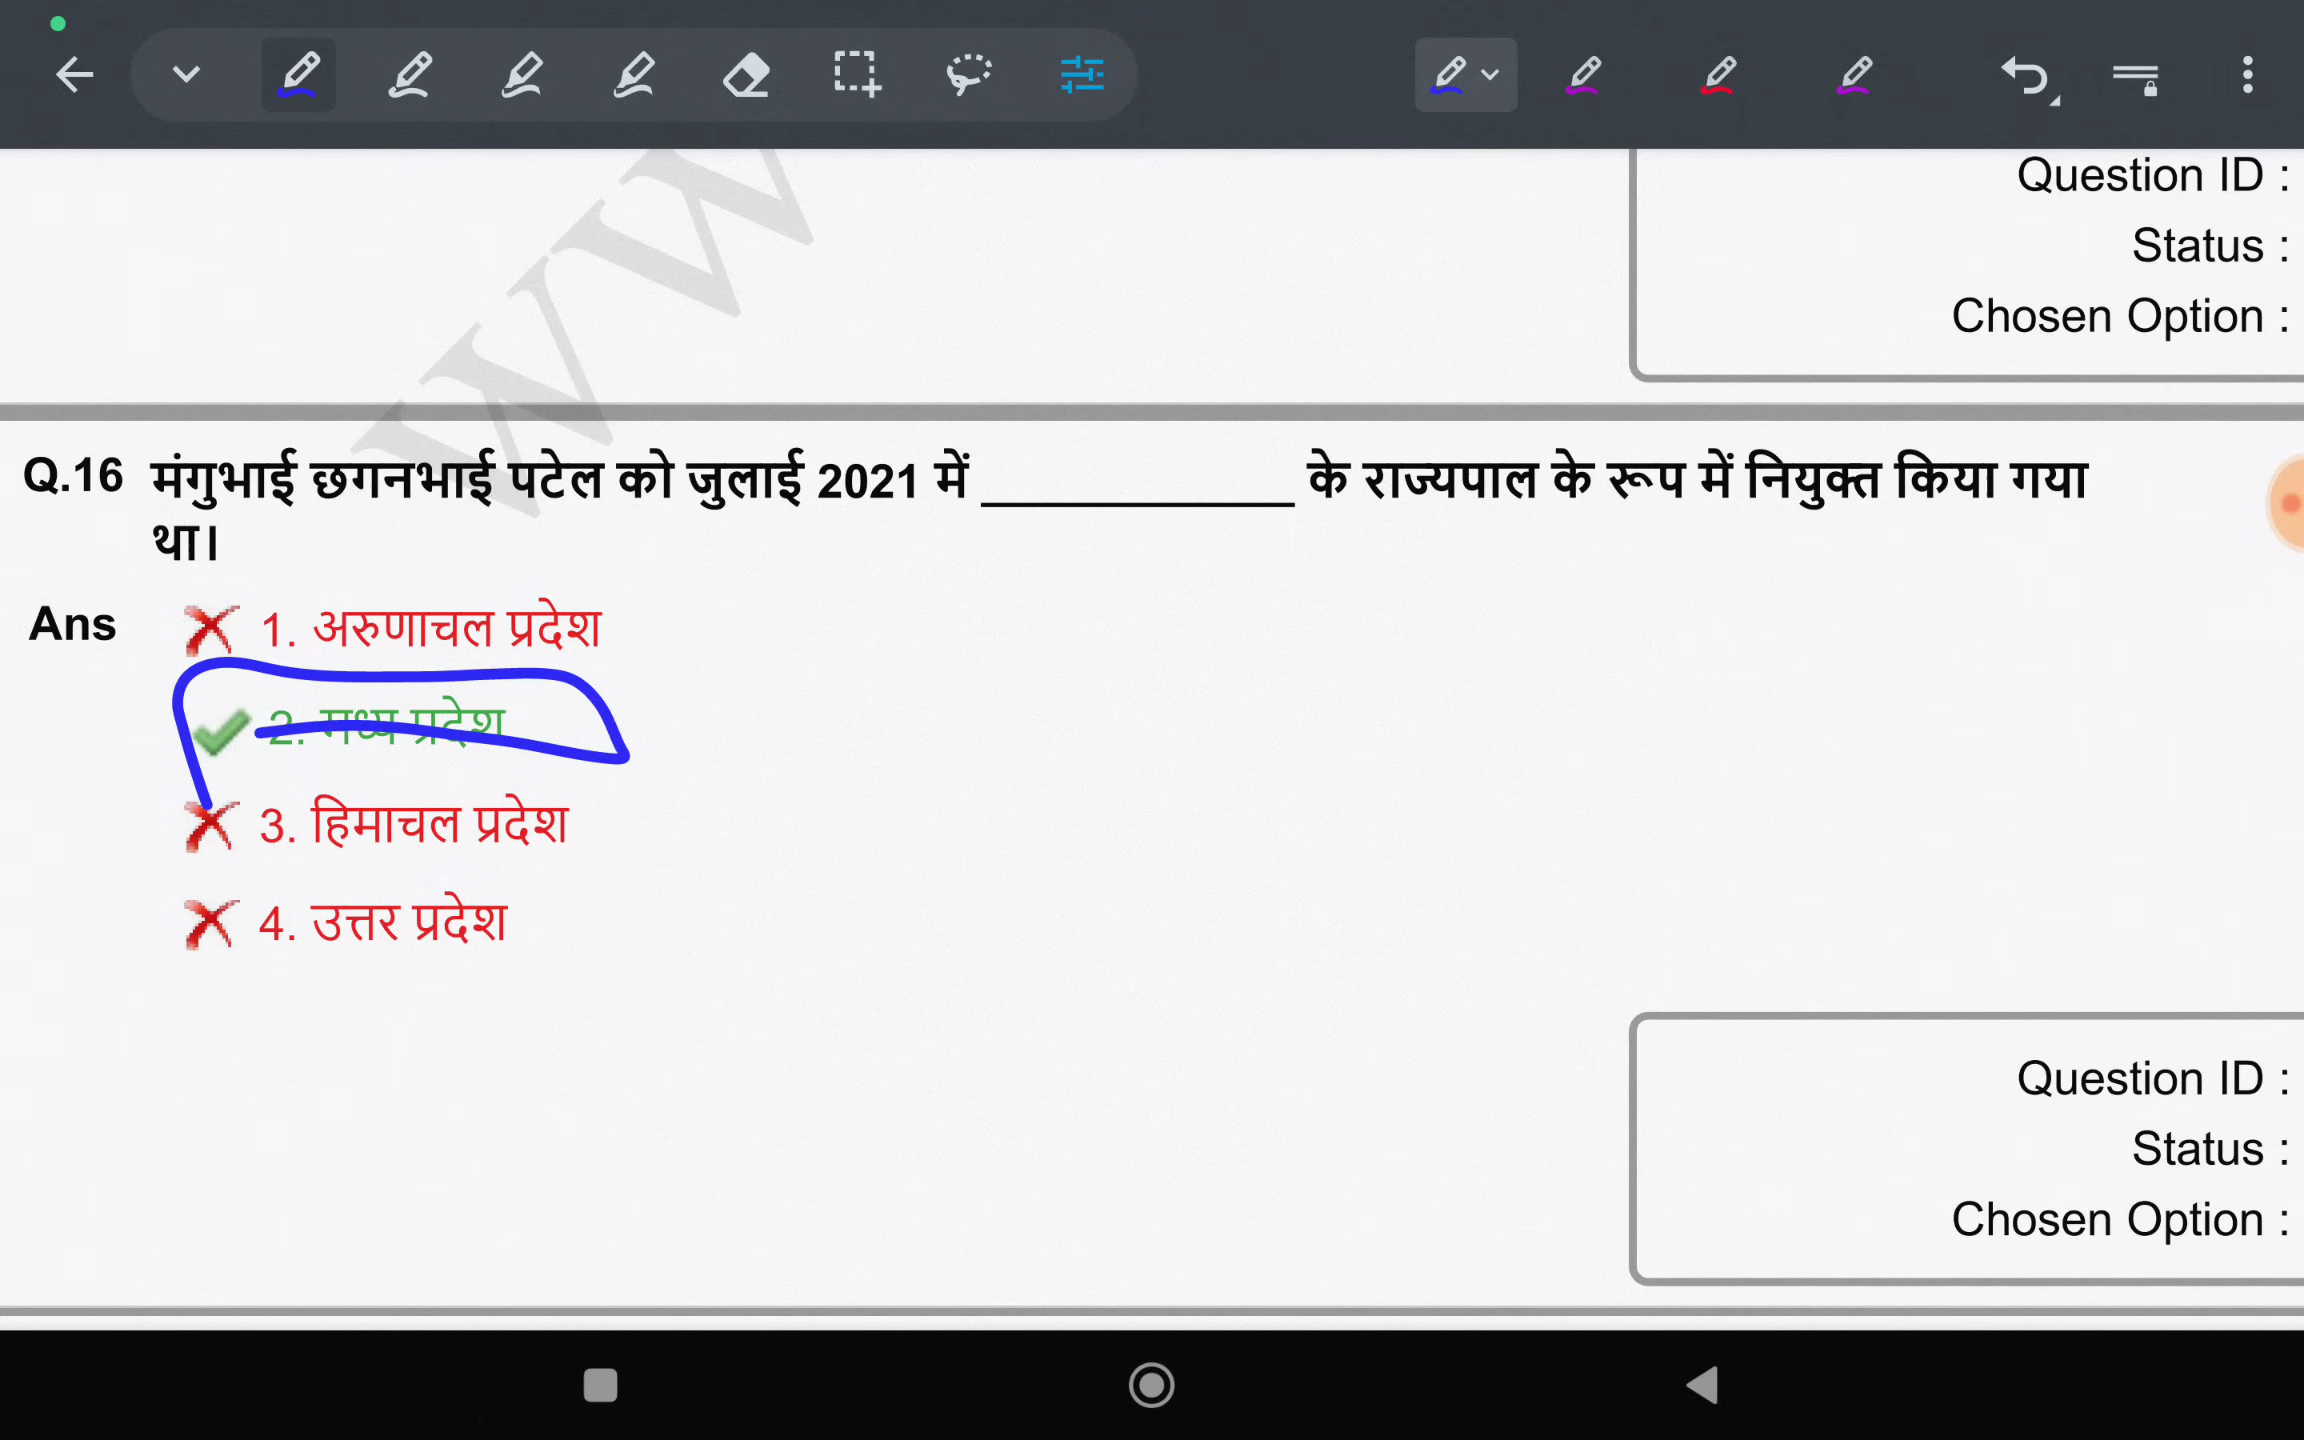 Question ID :
Status :
Chosen Option :
Q.16 मंगुभाई छगनभाई पटेल को जुलाई 2021 में ____________ के राज्यपाल के रूप में नियुक्त किया गया
था।
Ans 1. अरुणाचल प्रदेश
2. मध्य प्रदेश
3. हिमाचल प्रदेश
4. उत्तर प्रदेश
Question ID :
Status :
Chosen Option :